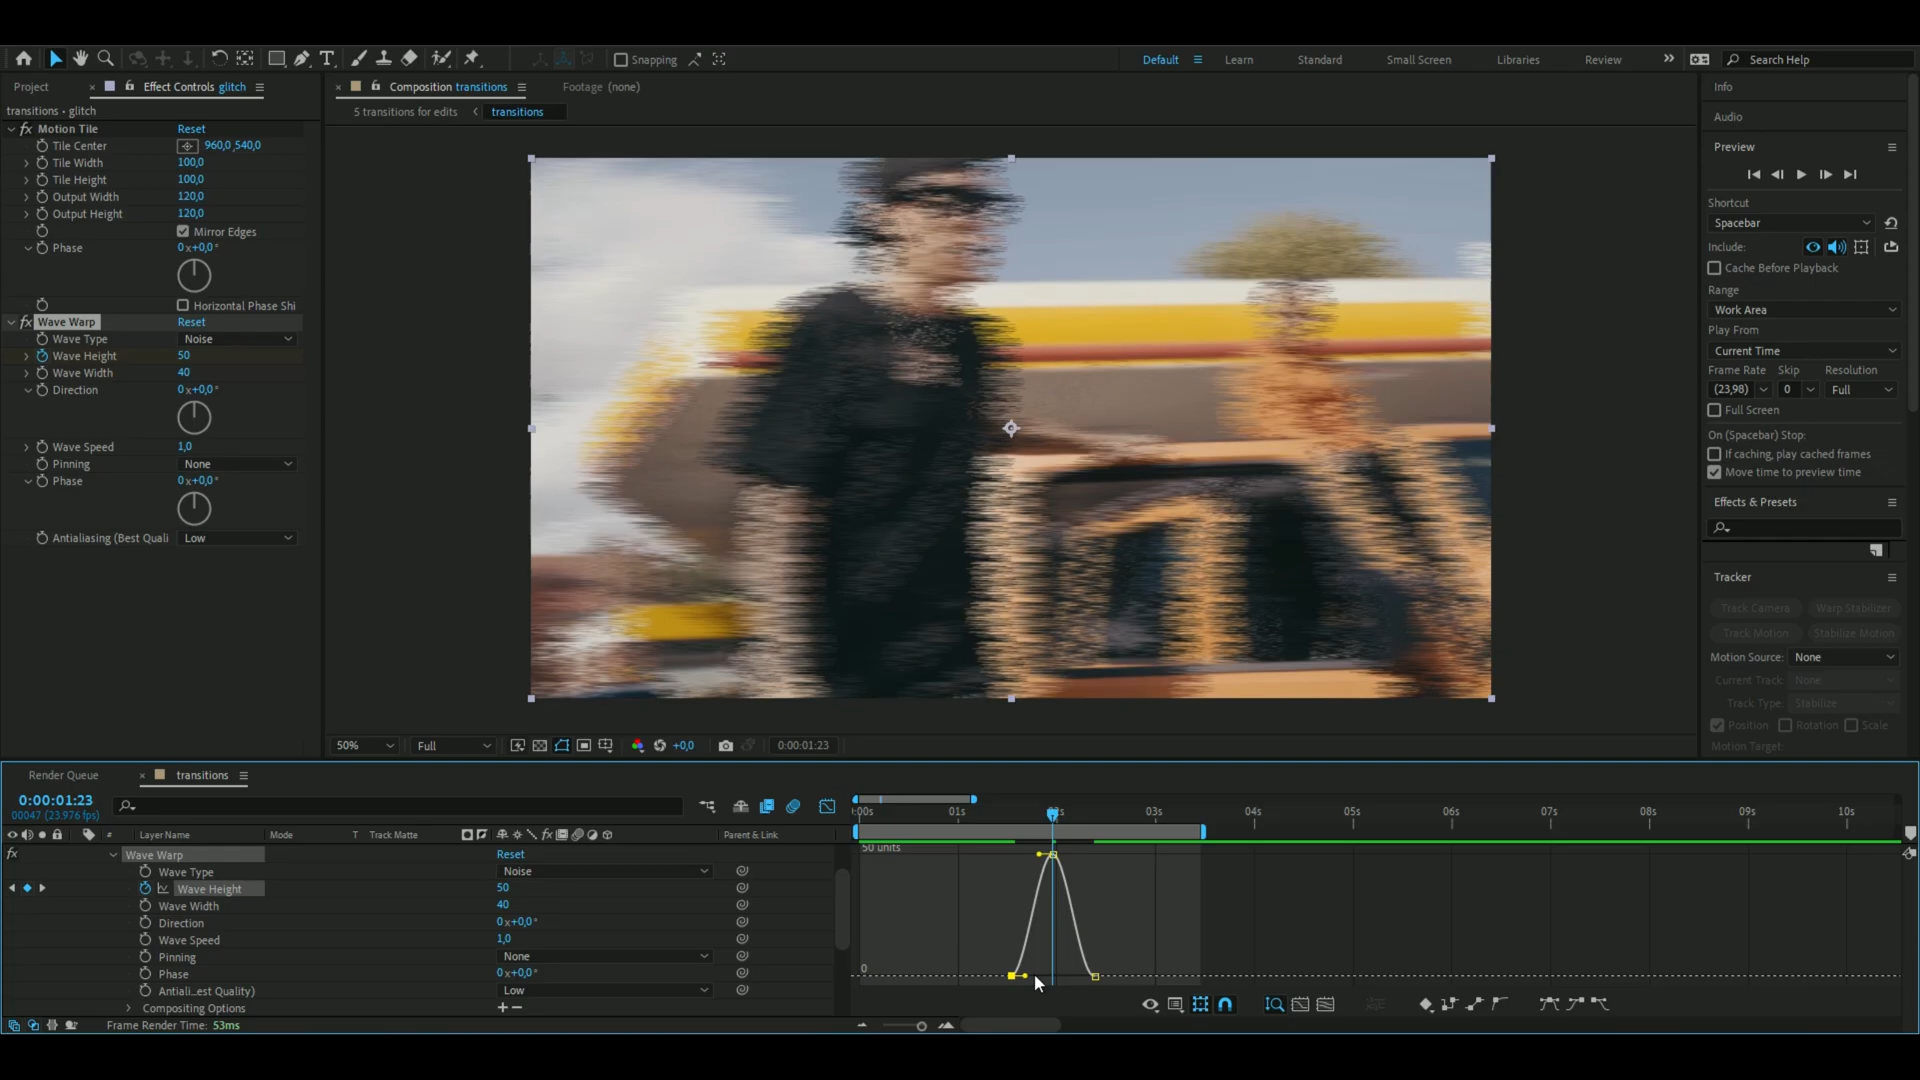 Snapping
Default
Learn
Standard
Small Screen
Libraries
Review
Search Help
Project
Effect Controls glitch
Composition transitions
Footage (none)
Info
transitions • glitch
5 transitions for edits
transitions
Audio
fx Motion Tile Reset
Tile Center 960,0 ,540,0
Tile Width 100,0
Tile Height 100,0
Output Width 120,0
Output Height 120,0
Mirror Edges
Phase 0 x+0,0 °
Horizontal Phase Shi
fx Wave Warp Reset
Wave Type Noise
Wave Height 50
Wave Width 40
Direction 0 x+0,0 °
Wave Speed 1,0
Pinning None
Phase 0 x+0,0 °
Antialiasing (Best Quali Low
Preview
Shortcut
Spacebar
Include:
Cache Before Playback
Range
Work Area
Play From
Current Time
Frame Rate Skip Resolution
(23,98) 0 Full
Full Screen
On (Spacebar) Stop:
If caching, play cached frames
Move time to preview time
Effects & Presets
Tracker
Track Camera Warp Stabilizer
Track Motion Stabilize Motion
Motion Source: None
Current Track: None
Track Type: Stabilize
Position Rotation Scale
Motion Target
50% Full +0,0 0:00:01:23
Render Queue
transitions
0:00:01:23
00047 (23.976 fps)
# Layer Name Mode T Track Matte fx Parent & Link
:00s 01s 02s 03s 04s 05s 06s 07s 08s 09s 10s
fx Wave Warp Reset
Wave Type Noise
Wave Height 50
Wave Width 40
Direction 0 x+0,0 °
Wave Speed 1,0
Pinning None
Phase 0 x+0,0 °
Antiali...est Quality) Low
Compositing Options
50 units
0
Frame Render Time: 53ms